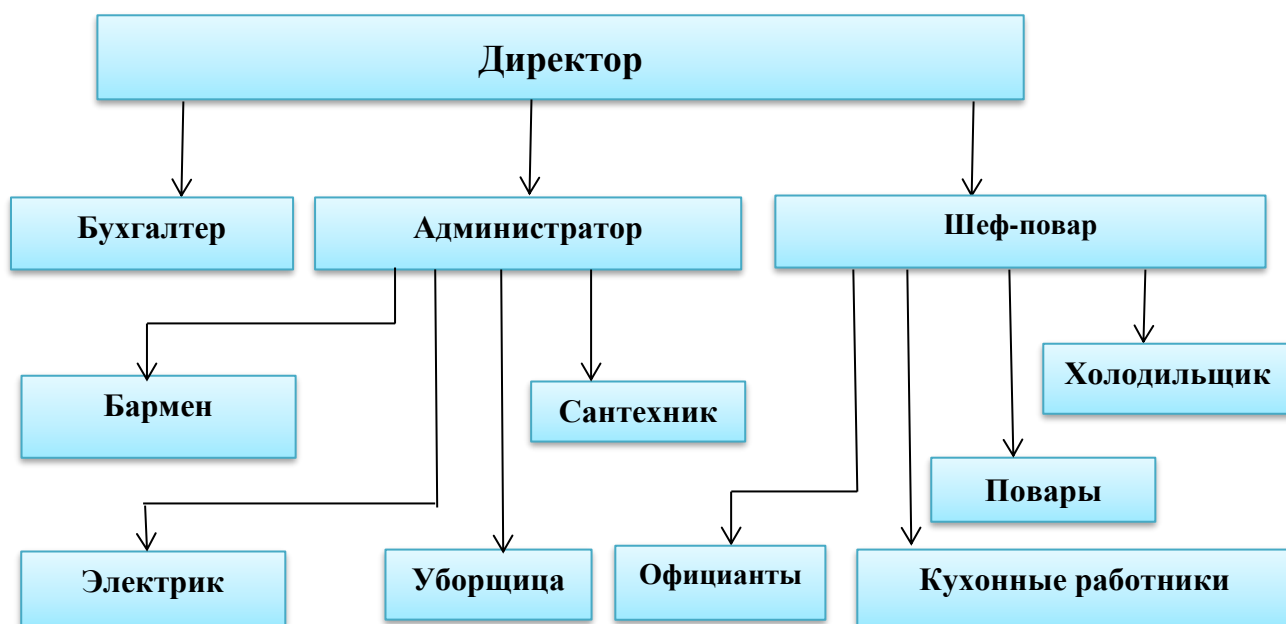 Директор
Бухгалтер
Администратор
Шеф-повар
Бармен
Сантехник
Холодильщик
Повары
Электрик
Уборщица
Официанты
Кухонные работники